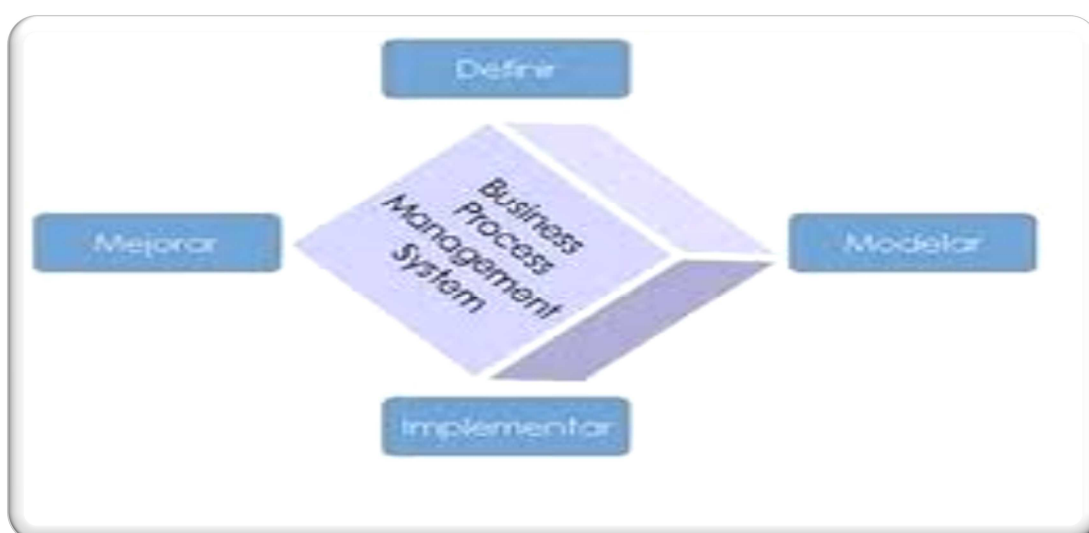 Definir
Business
Process
Management
System
Mejorar
Modelar
Implementar